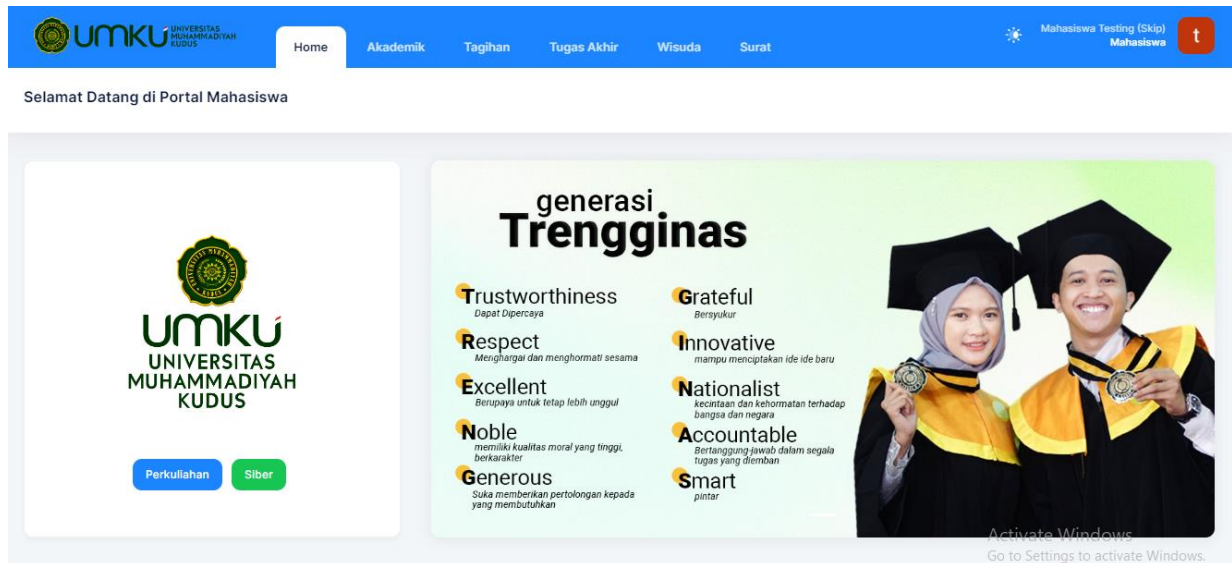 UMKU UNIVERSITAS
MUHAMMADIYAH
KUDUS
Home Akademik Tagihan Tugas Akhir Wisuda Surat
Mahasiswa Testing (Skip)
Mahasiswa
t
Selamat Datang di Portal Mahasiswa
UMKU
UNIVERSITAS
MUHAMMADIYAH
KUDUS
Perkuliahan Siber
generasi
Trengginas
Trustworthiness
Dapat Dipercaya
Respect
Menghargai dan menghormati sesama
Excellent
Berupaya untuk tetap lebih unggul
Noble
memiliki kualitas moral yang tinggi,
berkarakter
Generous
Suka memberikan pertolongan kepada
yang membutuhkan
Grateful
Bersyukur
Innovative
mampu menciptakan ide ide baru
Nationalist
kecintaan dan kehormatan terhadap
bangsa dan negara
Accountable
Bertanggung-jawab dalam segala
tugas yang diemban
Smart
pintar
Activate Windows
Go to Settings to activate Windows.